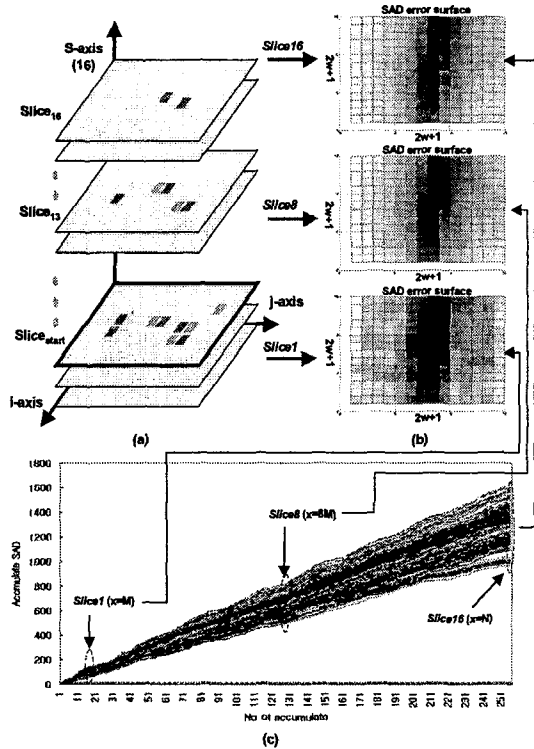 S-axis
(16)
Slice16
Slice13
Slicestart
j-axis
i-axis
(a)
Slice16
Slice8
Slice1
SAD error surface
2w+1
2w+1
SAD error surface
2w+1
2w+1
SAD error surface
2w+1
2w+1
(b)
1800
1600
1400
1200
1000
800
600
400
200
0
Accmulate SAD
Slice1 (x=M)
Slice8 (x=8M)
Slice16 (x=N)
1 11 21 31 41 51 61 71 81 91 101 111 121 131 141 151 161 171 181 191 201 211 221 231 241 251
No of accumulate
(c)